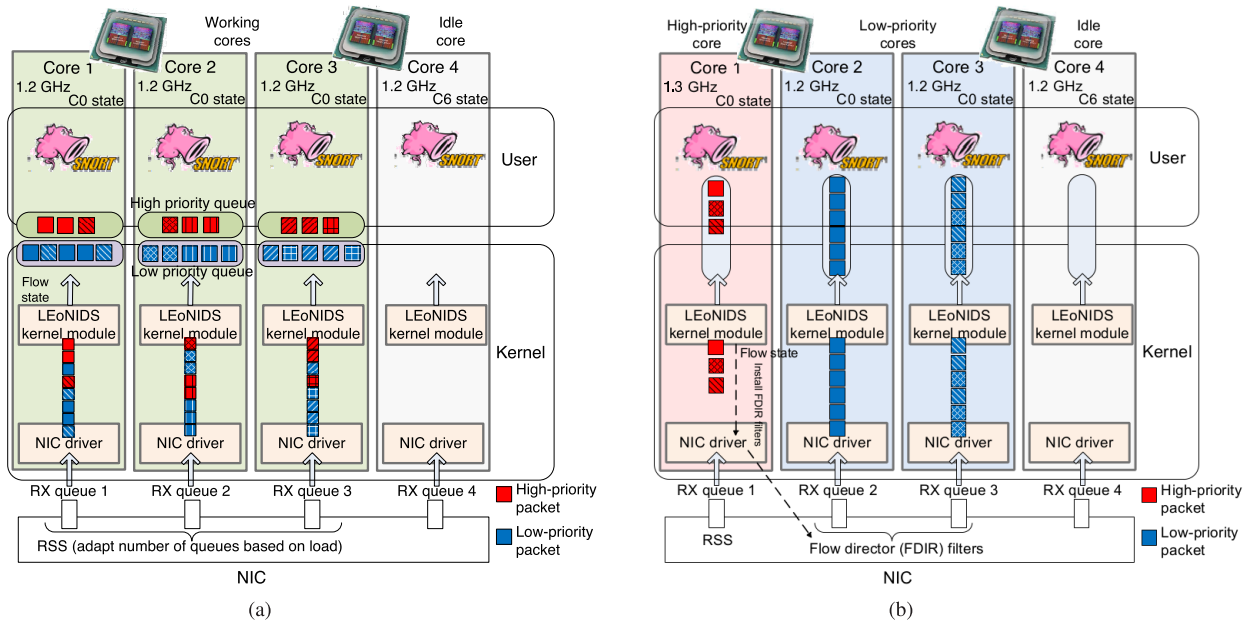 Working
cores
Idle
core
Core 1
1.2 GHz
C0 state
Core 2
1.2 GHz
C0 state
Core 3
1.2 GHz
C0 state
Core 4
1.2 GHz
C6 state
SNORT
SNORT
SNORT
SNORT
User
High priority queue
Low priority queue
Flow
state
LEoNIDS
kernel module
LEoNIDS
kernel module
LEoNIDS
kernel module
LEoNIDS
kernel module
Kernel
NIC driver
NIC driver
NIC driver
NIC driver
RX queue 1
RX queue 2
RX queue 3
RX queue 4
High-priority
packet
Low-priority
packet
RSS (adapt number of queues based on load)
NIC
(a)
High-priority
core
Low-priority
cores
Idle
core
Core 1
1.3 GHz
C0 state
Core 2
1.2 GHz
C0 state
Core 3
1.2 GHz
C0 state
Core 4
1.2 GHz
C6 state
SNORT
SNORT
SNORT
SNORT
User
LEoNIDS
kernel module
LEoNIDS
kernel module
LEoNIDS
kernel module
LEoNIDS
kernel module
Flow state
Install FDIR filters
Kernel
NIC driver
NIC driver
NIC driver
NIC driver
RX queue 1
RX queue 2
RX queue 3
RX queue 4
High-priority
packet
Low-priority
packet
RSS
Flow director (FDIR) filters
NIC
(b)